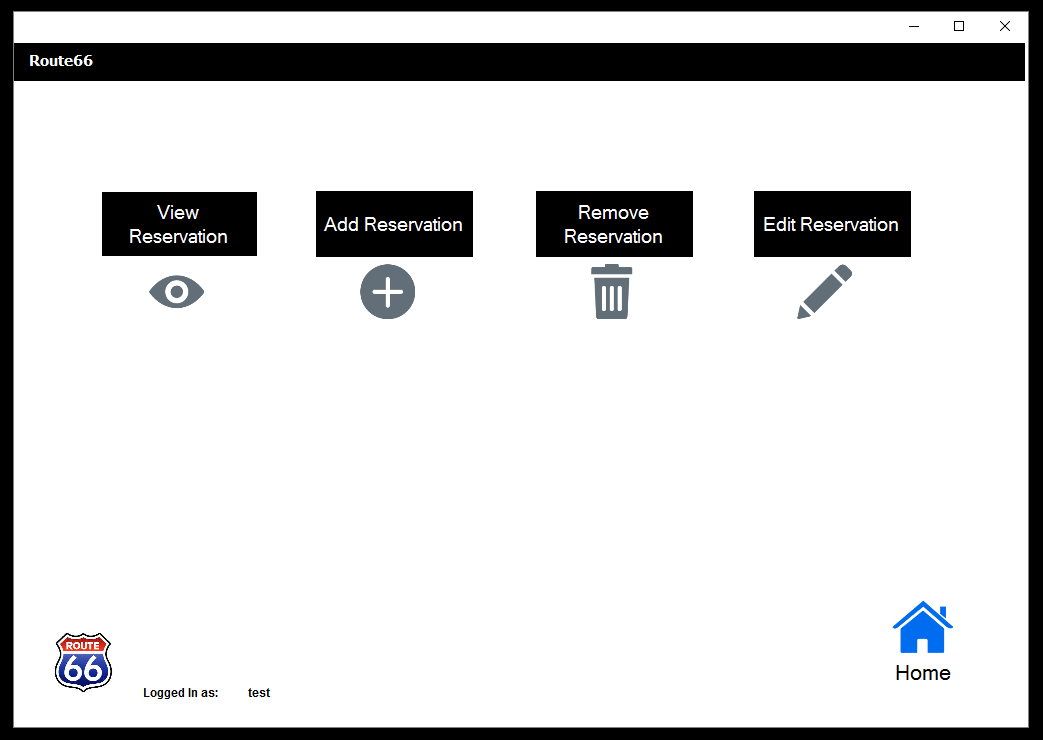 Route66
View
Reservation
Add Reservation
Remove
Reservation
Edit Reservation
ROUTE
66
Logged In as: test
Home